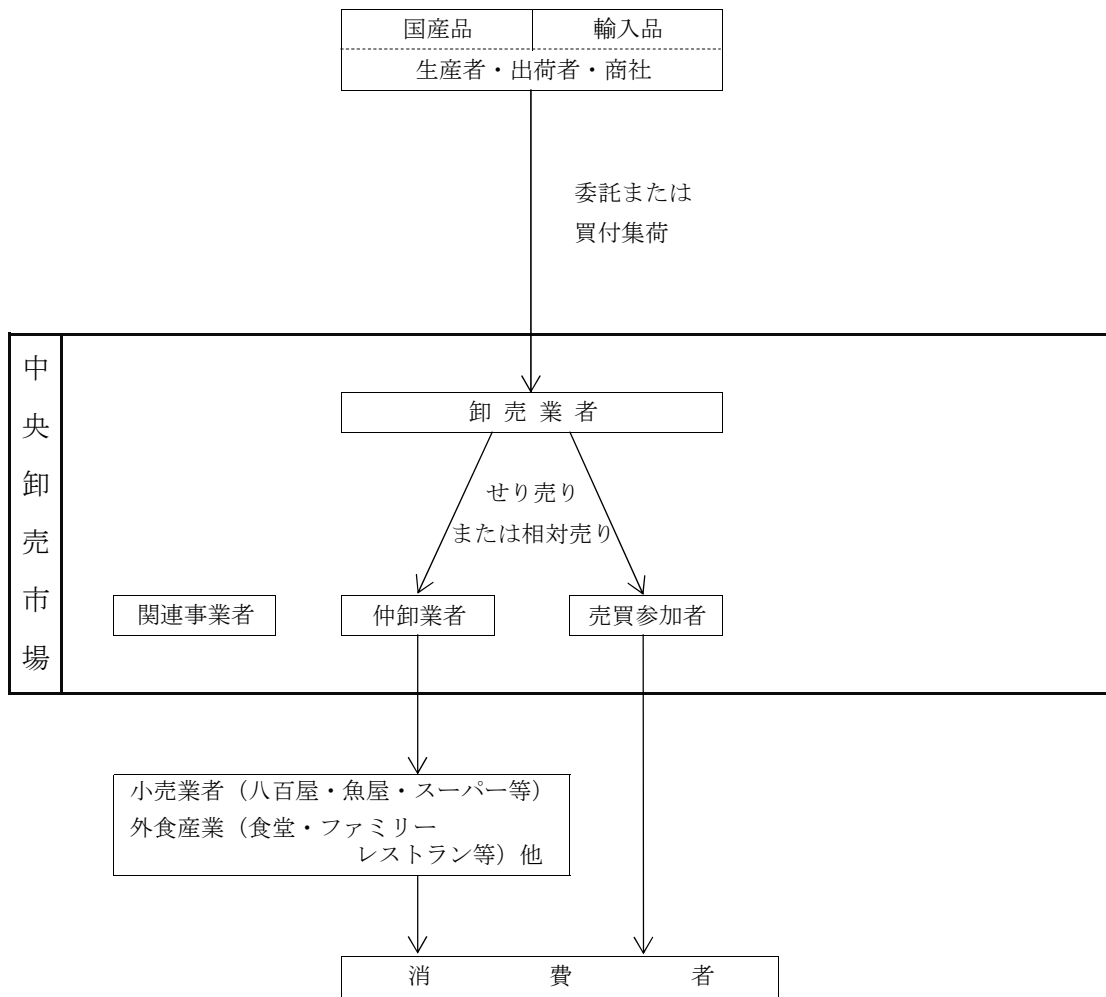 国産品
輸入品
生産者・出荷者・商社
委託または
買付集荷
中央卸売市場
卸売業者
せり売り
または相対売り
関連事業者
仲卸業者
売買参加者
小売業者（八百屋・魚屋・スーパー等）
外食産業（食堂・ファミリー
レストラン等）他
消費者